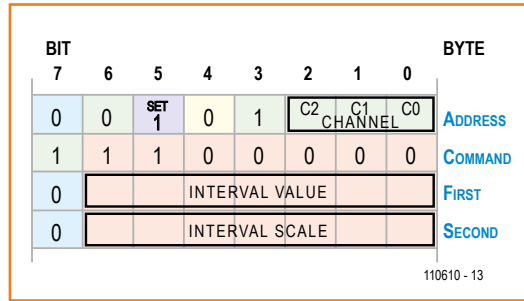 BIT BYTE
7 6 5 4 3 2 1 0
0 0 SET 1 0 1 C2 C1 C0 CHANNEL ADDRESS
1 1 1 0 0 0 0 0 COMMAND
0 INTERVAL VALUE FIRST
0 INTERVAL SCALE SECOND
110610 - 13